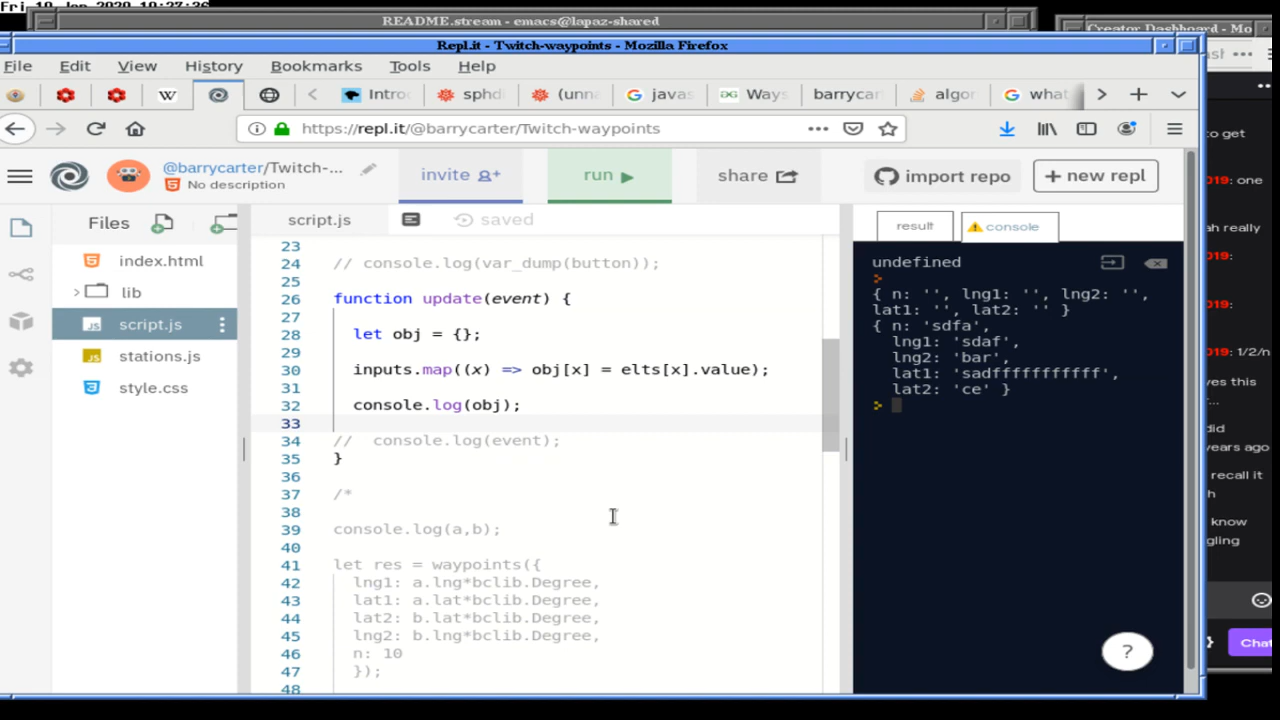 Fri 10 Jan 2020
README.stream - emacs@lapaz-shared
Creator Dashboard - Mo
Repl.it - Twitch-waypoints - Mozilla Firefox
File Edit View History Bookmarks Tools Help
W Intro sphd (unna javas Ways barrycar algor what
https://repl.it/@barrycarter/Twitch-waypoints
@barrycarter/Twitch-...
No description
invite
run
share
import repo
+ new repl
Files
index.html
lib
script.js
stations.js
style.css
script.js saved
23
24 // console.log(var_dump(button));
25
26 function update(event) {
27
28 let obj = {};
29
30 inputs.map((x) => obj[x] = elts[x].value);
31
32 console.log(obj);
33
34 // console.log(event);
35 }
36
37 /*
38
39 console.log(a,b);
40
41 let res = waypoints({
42 lng1: a.lng*bclib.Degree,
43 lat1: a.lat*bclib.Degree,
44 lat2: b.lat*bclib.Degree,
45 lng2: b.lng*bclib.Degree,
46 n: 10
47 });
48
result console
undefined
>
{ n: '', lng1: '', lng2: '',
lat1: '', lat2: '' }
{ n: 'sdfa',
lng1: 'sdaf',
lng2: 'bar',
lat1: 'sadfffffffffff',
lat2: 'ce' }
>
?
to get
019: one
ah really
019:
019:
019: 1/2/n
yes this
did
years ago
recall it
know
gling
Chat